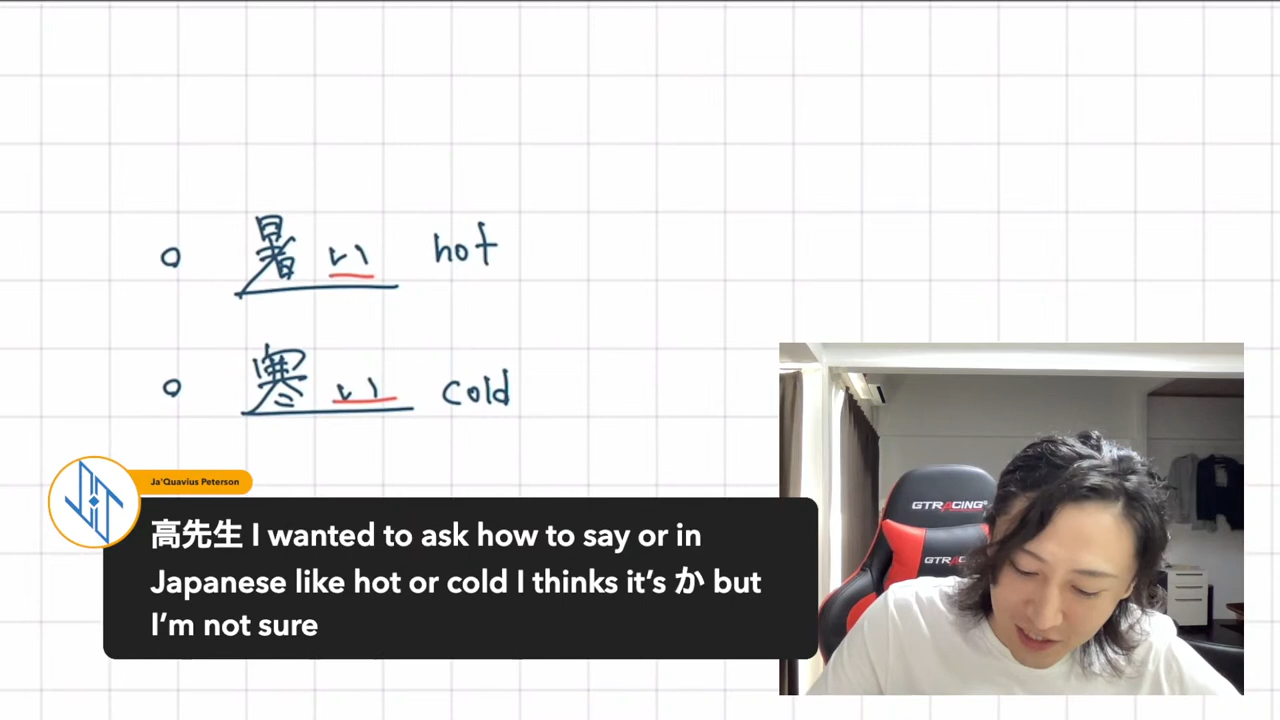 暑い hot
寒い cold
Ja'Quavius Peterson
高先生 I wanted to ask how to say or in
Japanese like hot or cold I thinks it's か but
I'm not sure
GTRACING
GTRAC